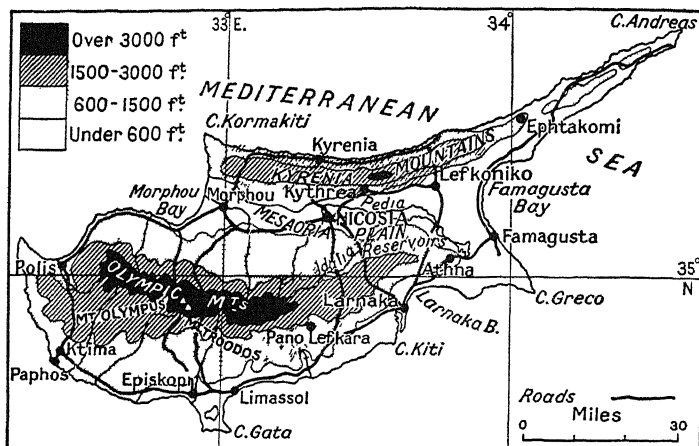 33 E.
34
C. Andreas
Over 3000 ft
1500-3000 ft
600-1500 ft
Under 600 ft
MEDITERRANEAN
SEA
C. Kormakiti
Kyrenia
Ephtakomi
KYRENIA MOUNTAINS
Lefkoniko
Morphou
Bay
Morphou
Kythrea
Pedia
Famagusta
Bay
MESAORIA
PLAIN
NICOSIA
Idalia
Reservoirs
Famagusta
Athna
Polis
35°
N
OLYMPIC MTS
MT OLYMPUS
MT TROODOS
Larnaka
Larnaka B.
C. Greco
Pano Lefkara
C. Kiti
Ktima
Paphos
Episkopi
Limassol
C. Gata
Roads
Miles
0
30